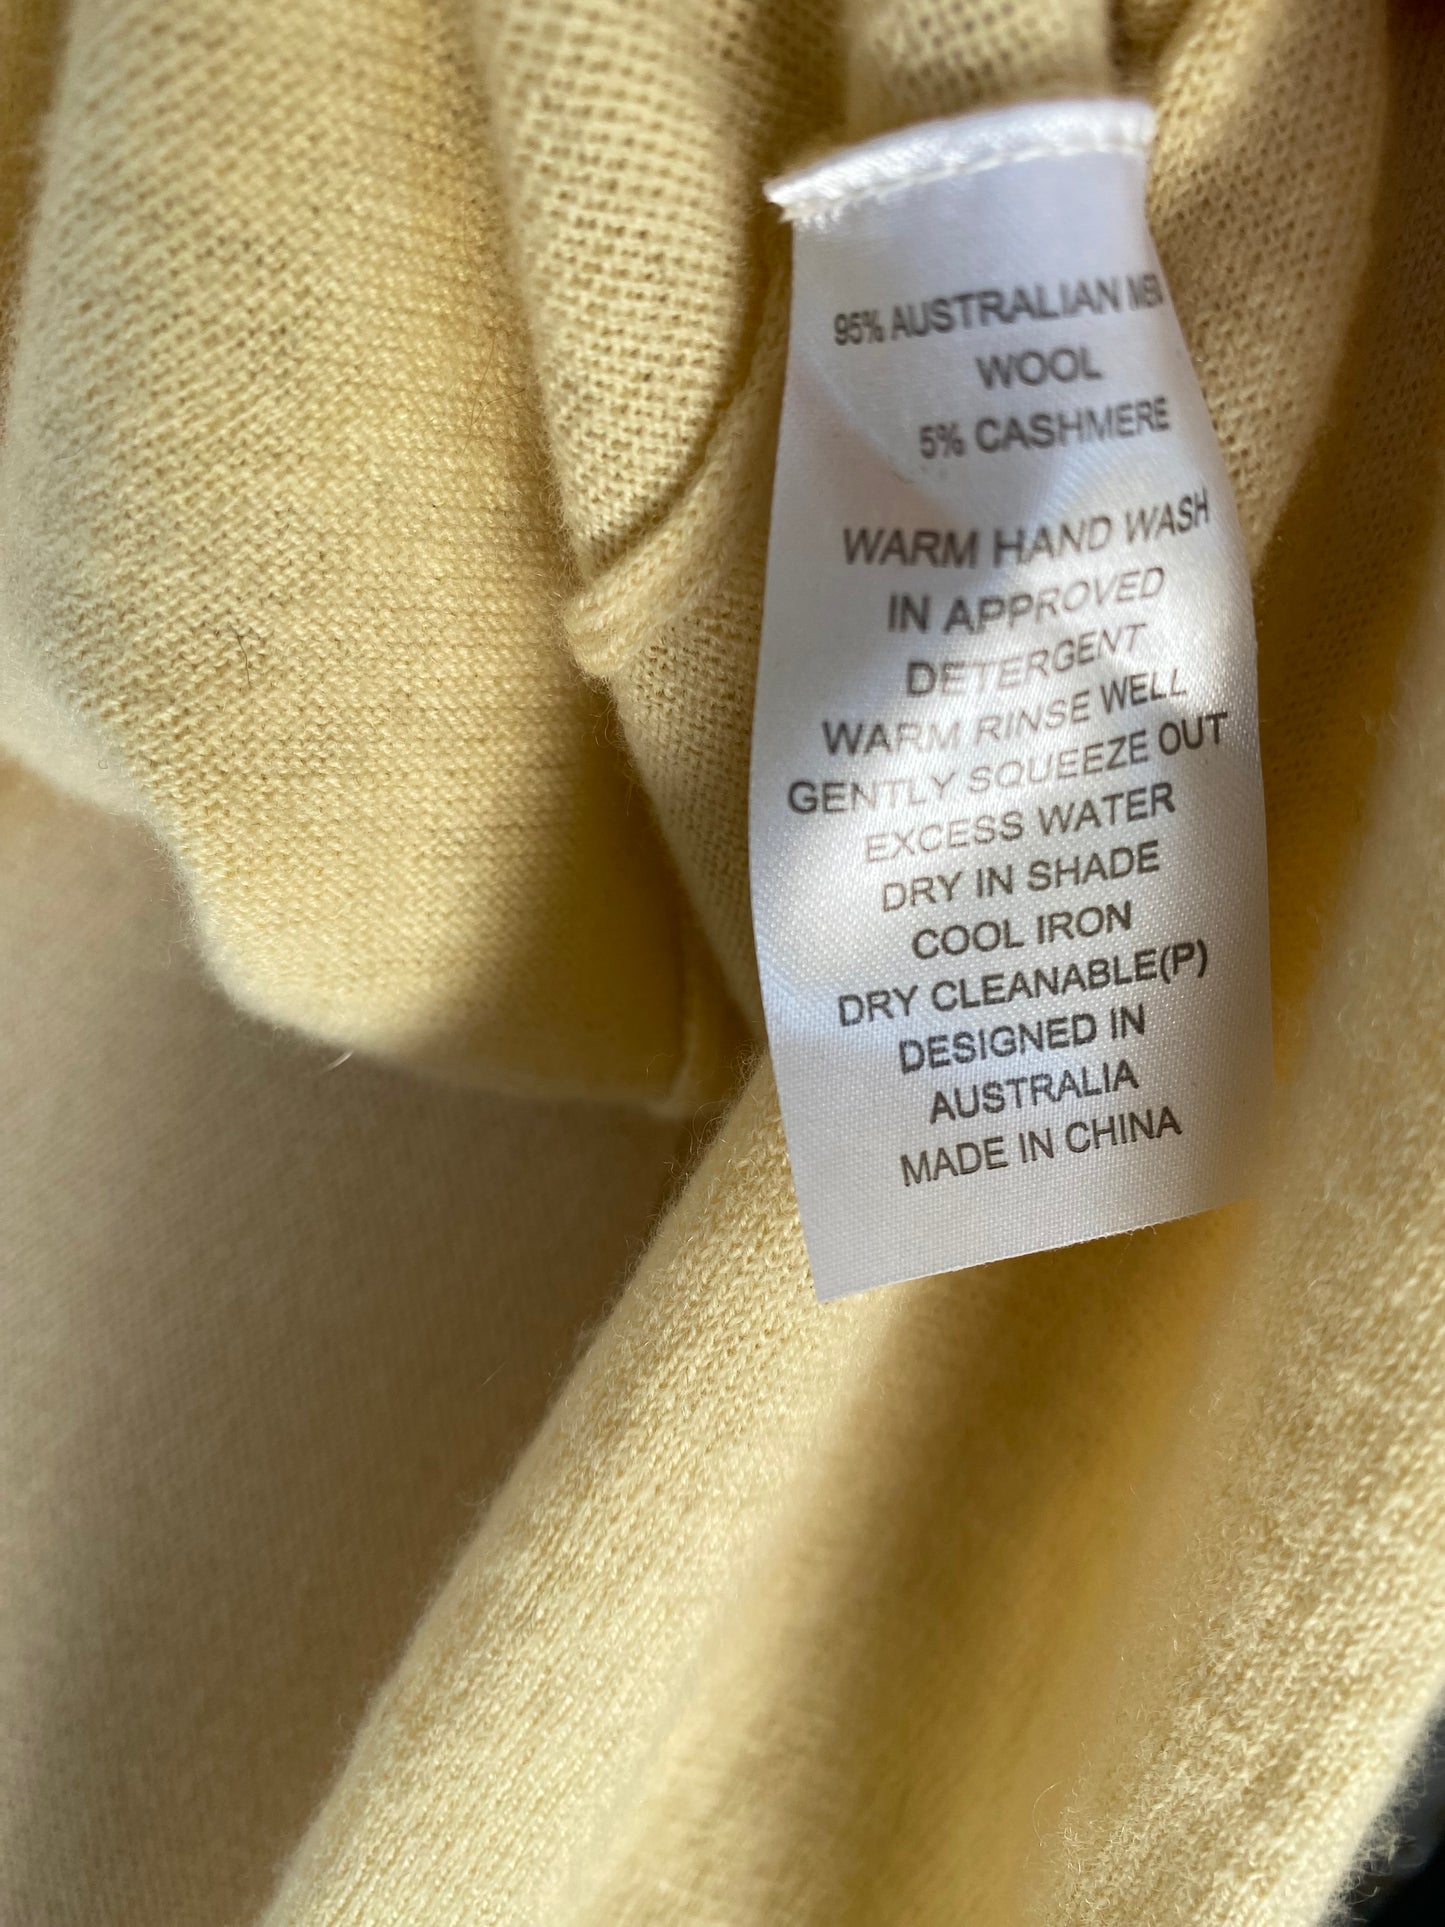 95% AUSTRALIAN MER
WOOL
5% CASHMERE
WARM HAND WASH
IN APPROVED
DETERGENT
WARM RINSE WELL
GENTLY SQUEEZE OUT
EXCESS WATER
DRY IN SHADE
COOL IRON
DRY CLEANABLE(P)
DESIGNED IN
AUSTRALIA
MADE IN CHINA